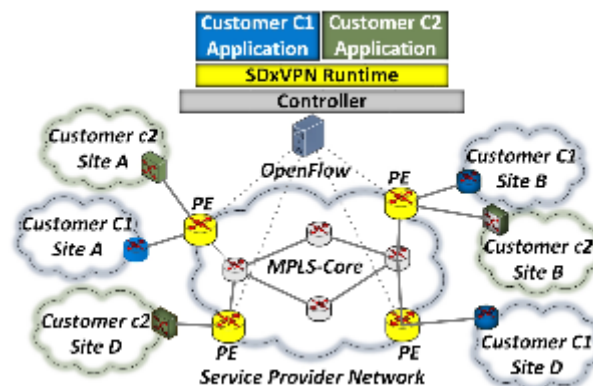 Customer C1
Application
Customer C2
Application
SDxVPN Runtime
Controller
OpenFlow
Customer c2
Site A
Customer C1
Site A
Customer c2
Site D
PE
PE
PE
PE
MPLS-Core
Customer C1
Site B
Customer c2
Site B
Customer C1
Site D
Service Provider Network